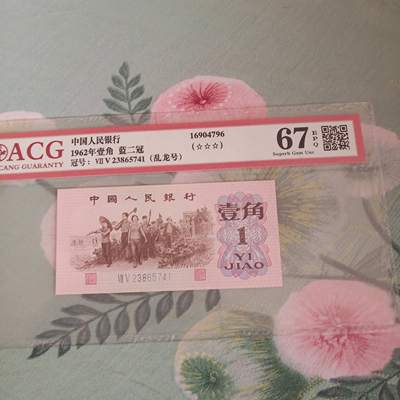 ACG
CANG GUARANTY
中国人民银行
1962年壹角 蓝二冠
冠号: Ⅶ Ⅴ 23865741 (乱龙号)
16904796
(☆☆☆)
67 EPQ
Superb Gem Unc
中国人民银行
壹角
1
YI
JIAO
Ⅶ Ⅴ 23865741